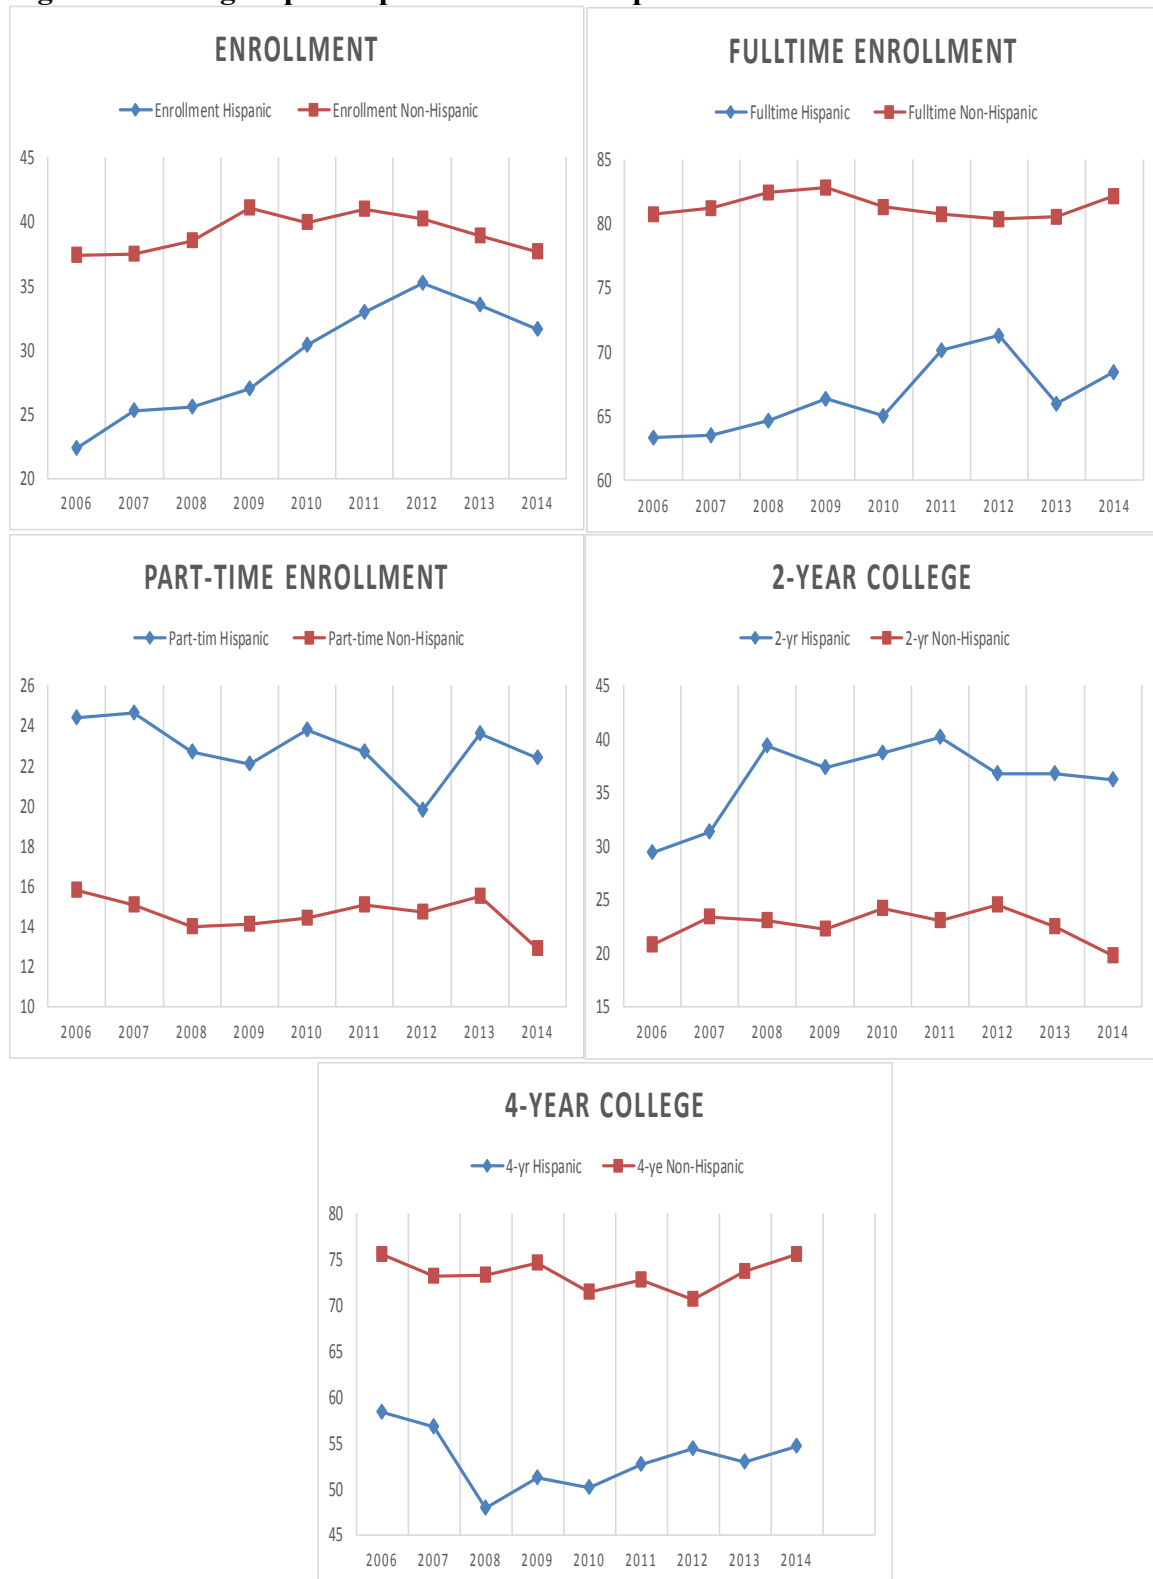 ENROLLMENT
Enrollment Hispanic Enrollment Non-Hispanic
45
40
35
30
25
20
2006 2007 2008 2009 2010 2011 2012 2013 2014
FULLTIME ENROLLMENT
Fulltime Hispanic Fulltime Non-Hispanic
85
80
75
70
65
60
2006 2007 2008 2009 2010 2011 2012 2013 2014
PART-TIME ENROLLMENT
Part-tim Hispanic Part-time Non-Hispanic
26
24
22
20
18
16
14
12
10
2006 2007 2008 2009 2010 2011 2012 2013 2014
2-YEAR COLLEGE
2-yr Hispanic 2-yr Non-Hispanic
45
40
35
30
25
20
15
2006 2007 2008 2009 2010 2011 2012 2013 2014
4-YEAR COLLEGE
4-yr Hispanic 4-ye Non-Hispanic
80
75
70
65
60
55
50
45
2006 2007 2008 2009 2010 2011 2012 2013 2014